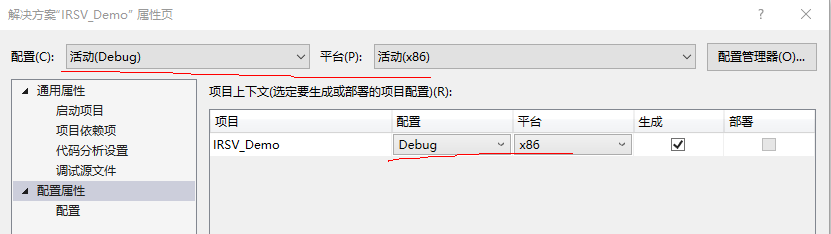 解决方案“IRSV_Demo” 属性页
配置(C): 活动(Debug) 平台(P): 活动(x86) 配置管理器(O)...
通用属性
启动项目
项目依赖项
代码分析设置
调试源文件
配置属性
配置
项目上下文(选定要生成或部署的项目配置)(R):
项目 配置 平台 生成 部署
IRSV_Demo Debug x86